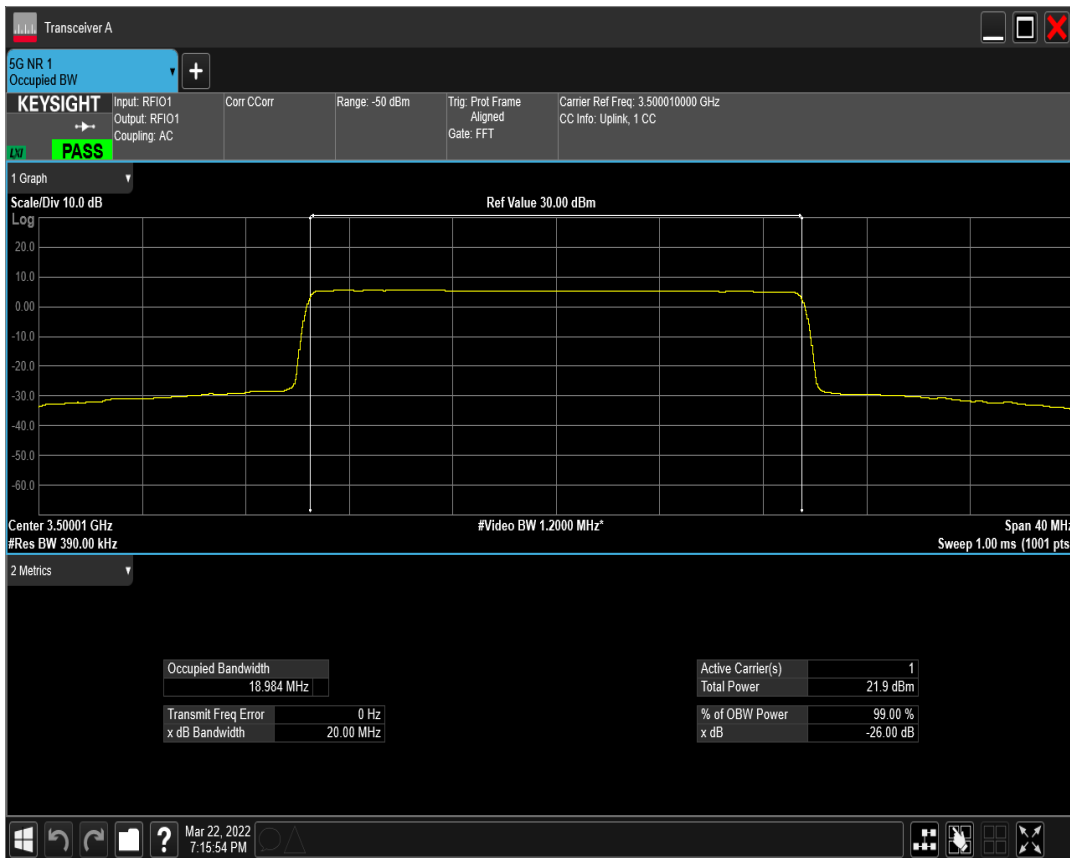 Transceiver A
5G NR 1
Occupied BW
+
KEYSIGHT
LXI
PASS
Input: RFIO1
Output: RFIO1
Coupling: AC
Corr CCorr
Range: -50 dBm
Trig: Prot Frame
Aligned
Gate: FFT
Carrier Ref Freq: 3.500010000 GHz
CC Info: Uplink, 1 CC
1 Graph
Scale/Div 10.0 dB
Ref Value 30.00 dBm
Log
20.0
10.0
0.00
-10.0
-20.0
-30.0
-40.0
-50.0
-60.0
Center 3.50001 GHz
#Video BW 1.2000 MHz*
Span 40 MHz
#Res BW 390.00 kHz
Sweep 1.00 ms (1001 pts
2 Metrics
Occupied Bandwidth
18.984 MHz
Transmit Freq Error 0 Hz
x dB Bandwidth 20.00 MHz
Active Carrier(s) 1
Total Power 21.9 dBm
% of OBW Power 99.00 %
x dB -26.00 dB
?
Mar 22, 2022
7:15:54 PM